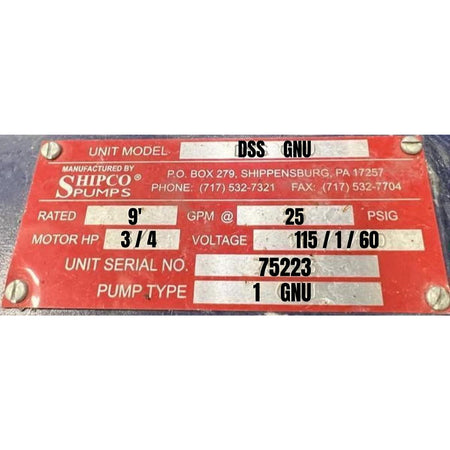 UNIT MODEL DSS GNU
MANUFACTURED BY
SHIPCO®
PUMPS
P.O. BOX 279, SHIPPENSBURG, PA 17257
PHONE: (717) 532-7321 FAX: (717) 532-7704
RATED 9' GPM @ 25 PSIG
MOTOR HP 3/4 VOLTAGE 115/1/60
UNIT SERIAL NO. 75223
PUMP TYPE 1 GNU